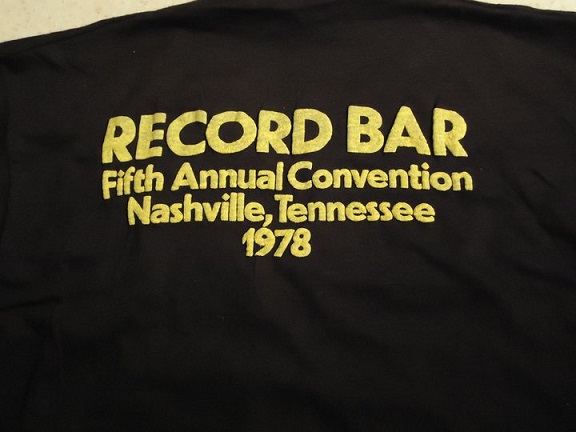 RECORD BAR
Fifth Annual Convention
Nashville, Tennessee
1978